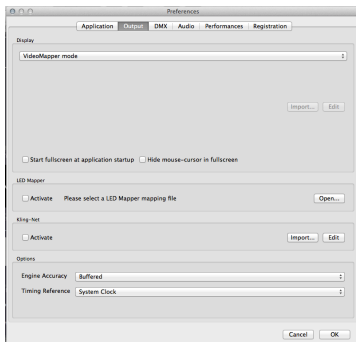 Preferences
Application Output DMX Audio Performances Registration
Display
VideoMapper mode
Import... Edit
Start fullscreen at application startup Hide mouse-cursor in fullscreen
LED Mapper
Activate Please select a LED Mapper mapping file Open...
Kling-Net
Activate Import... Edit
Options
Engine Accuracy Buffered
Timing Reference System Clock
Cancel OK